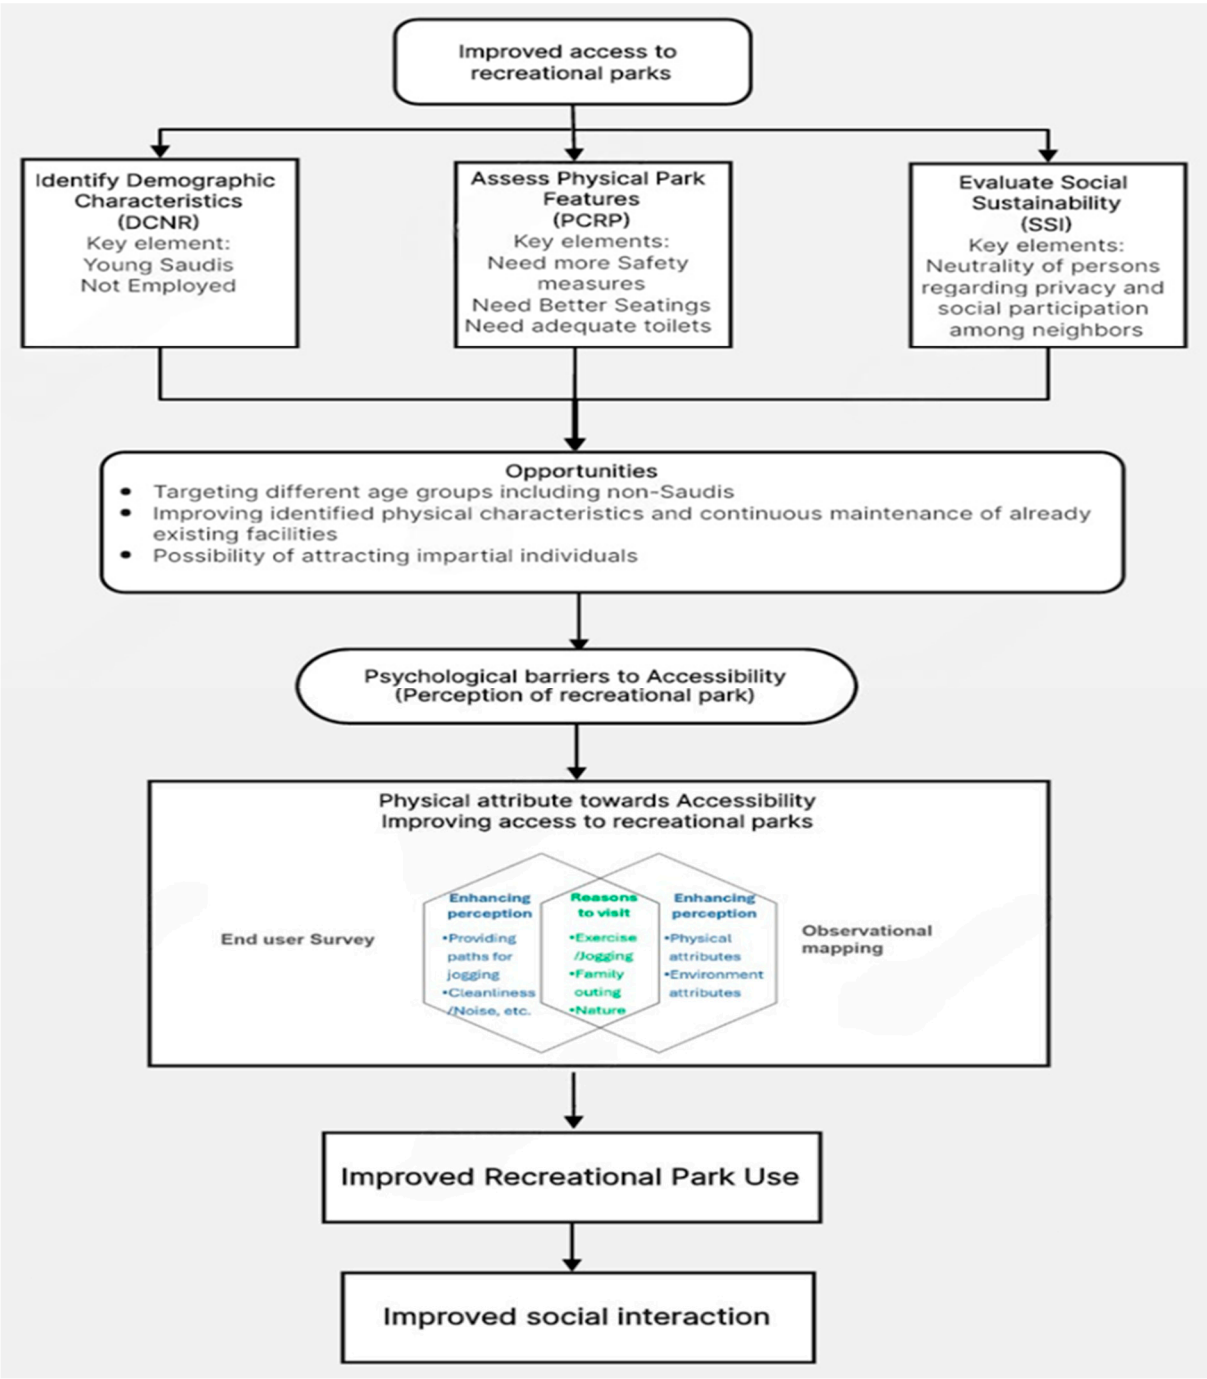 Improved access to
recreational parks
Identify Demographic
Characteristics
(DCNR)
Key element:
Young Saudis
Not Employed
Assess Physical Park
Features
(PCRP)
Key elements:
Need more Safety
measures
Need Better Seatings
Need adequate toilets
Evaluate Social
Sustainability
(SSI)
Key elements:
Neutrality of persons
regarding privacy and
social participation
among neighbors
Opportunities
• Targeting different age groups including non-Saudis
• Improving identified physical characteristics and continuous maintenance of already
existing facilities
• Possibility of attracting impartial individuals
Psychological barriers to Accessibility
(Perception of recreational park)
Physical attribute towards Accessibility
Improving access to recreational parks
End user Survey
Enhancing
perception
•Providing
paths for
jogging
•Cleanliness
/Noise, etc.
Reasons
to visit
•Exercise
/Jogging
•Family
outing
•Nature
Enhancing
perception
•Physical
attributes
•Environment
attributes
Observational
mapping
Improved Recreational Park Use
Improved social interaction